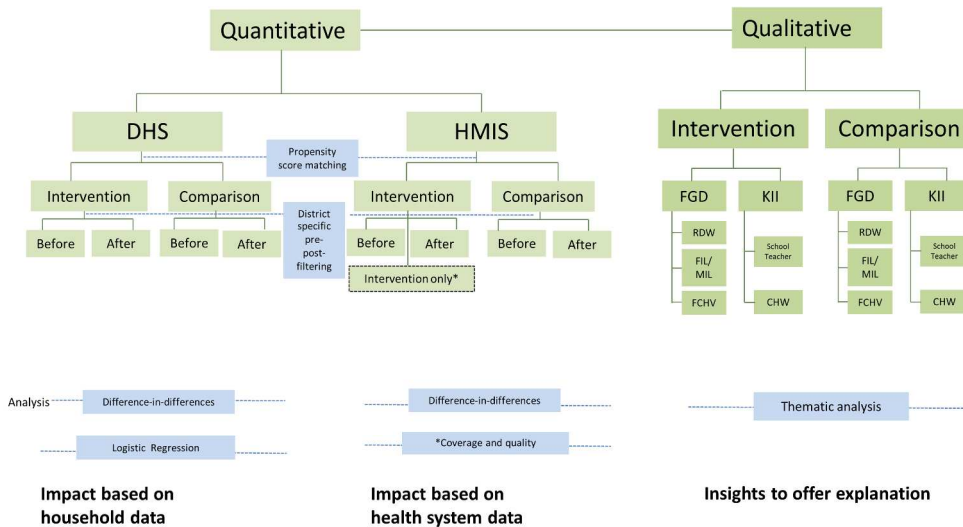 Quantitative
Qualitative
DHS
HMIS
Intervention
Comparison
Propensity
score matching
Intervention
Comparison
Intervention
Comparison
FGD
KII
FGD
KII
District
specific
pre-
post-
filtering
Before
After
Before
After
Before
After
Before
After
Intervention only*
RDW
School
Teacher
RDW
School
Teacher
FIL/
MIL
FIL/
MIL
FCHV
CHW
FCHV
CHW
Analysis
Difference-in-differences
Difference-in-differences
Thematic analysis
Logistic Regression
*Coverage and quality
Impact based on
household data
Impact based on
health system data
Insights to offer explanation